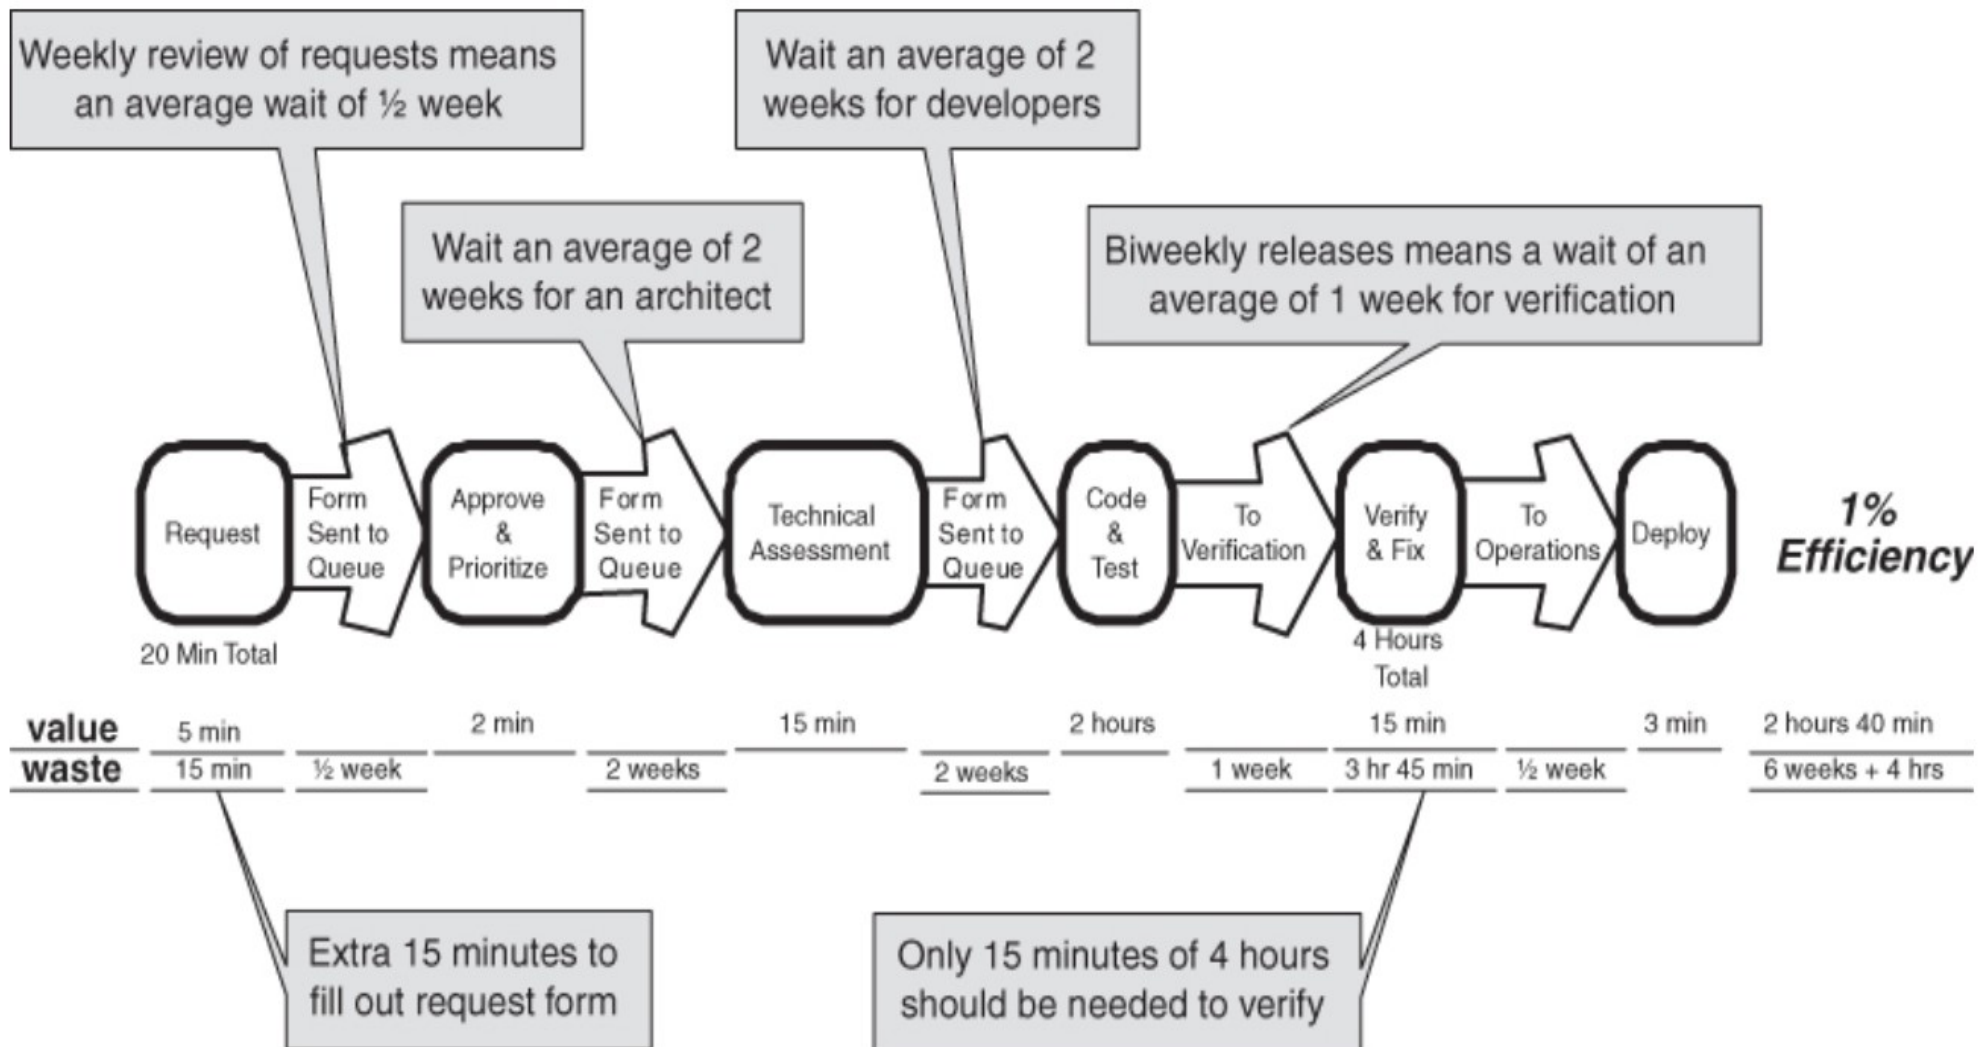 Weekly review of requests means
an average wait of ½ week
Wait an average of 2
weeks for developers
Wait an average of 2
weeks for an architect
Biweekly releases means a wait of an
average of 1 week for verification
Request
Form
Sent to
Queue
Approve
&
Prioritize
Form
Sent to
Queue
Technical
Assessment
Form
Sent to
Queue
Code
&
Test
To
Verification
Verify
& Fix
To
Operations
Deploy
1%
Efficiency
20 Min Total
4 Hours
Total
value 5 min 2 min 15 min 2 hours 15 min 3 min 2 hours 40 min
waste 15 min ½ week 2 weeks 2 weeks 1 week 3 hr 45 min ½ week 6 weeks + 4 hrs
Extra 15 minutes to
fill out request form
Only 15 minutes of 4 hours
should be needed to verify